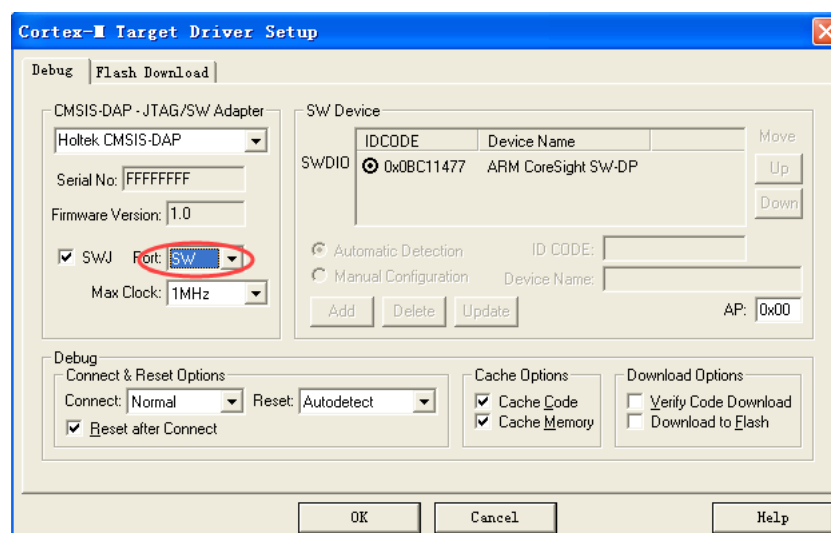 Cortex-M Target Driver Setup
Debug
Flash Download
CMSIS-DAP - JTAG/SW Adapter
Holtek CMSIS-DAP
Serial No: FFFFFFFF
Firmware Version: 1.0
SWJ Port: SW
Max Clock: 1MHz
SW Device
IDCODE Device Name
SWDIO 0x0BC11477 ARM CoreSight SW-DP
Move
Up
Down
Automatic Detection ID CODE:
Manual Configuration Device Name:
Add Delete Update AP: 0x00
Debug
Connect & Reset Options
Connect: Normal Reset: Autodetect
Reset after Connect
Cache Options
Cache Code
Cache Memory
Download Options
Verify Code Download
Download to Flash
OK Cancel Help